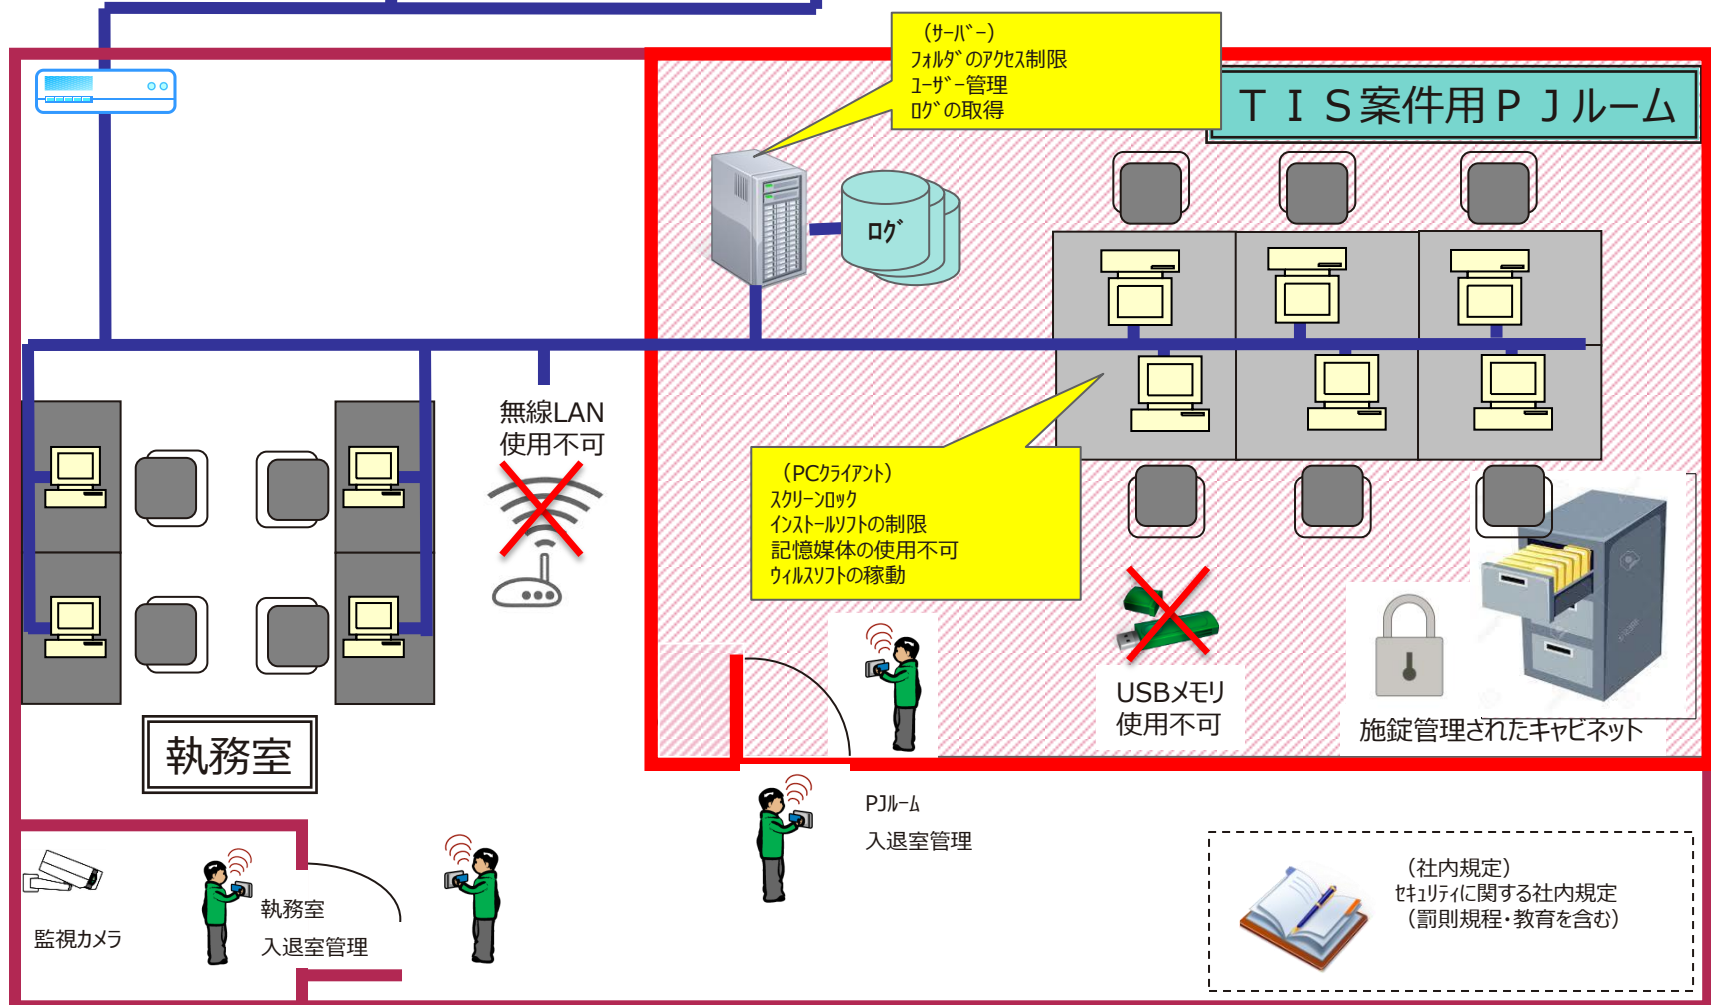 （ｻｰﾊﾞｰ）
ﾌｫﾙﾀﾞのｱｸｾｽ制限
ﾕｰｻﾞｰ管理
ﾛｸﾞの取得
ＴＩＳ案件用ＰＪルーム
ﾛｸﾞ
無線LAN
使用不可
（PCｸﾗｲｱﾝﾄ）
ｽｸﾘｰﾝﾛｯｸ
ｲﾝｽﾄｰﾙｿﾌﾄの制限
記憶媒体の使用不可
ｳｨﾙｽｿﾌﾄの稼動
USBメモリ
使用不可
施錠管理されたキャビネット
執務室
PJﾙｰﾑ
入退室管理
監視カメラ
執務室
入退室管理
（社内規定）
ｾｷｭﾘﾃｨに関する社内規定
（罰則規程・教育を含む）